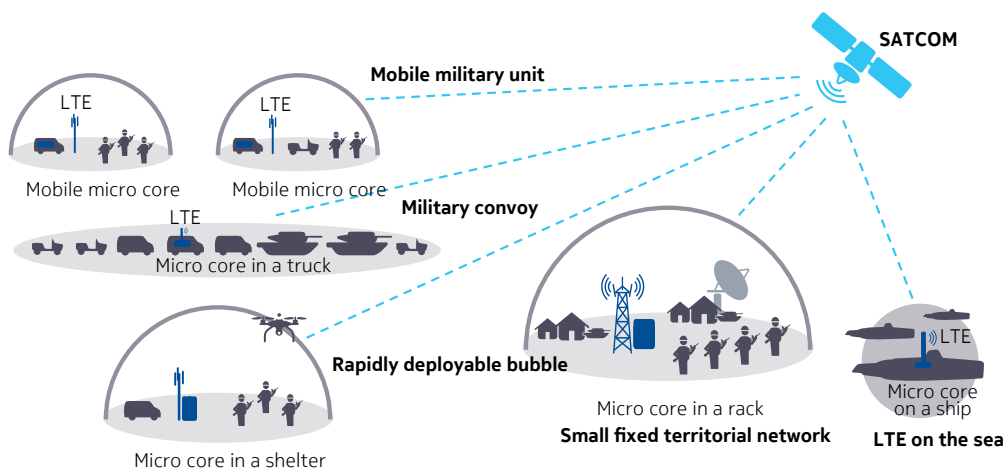 SATCOM
Mobile military unit
LTE
LTE
Mobile micro core
Mobile micro core
Military convoy
LTE
Micro core in a truck
Rapidly deployable bubble
LTE
Micro core in a rack
Micro core
on a ship
Small fixed territorial network
LTE on the sea
Micro core in a shelter